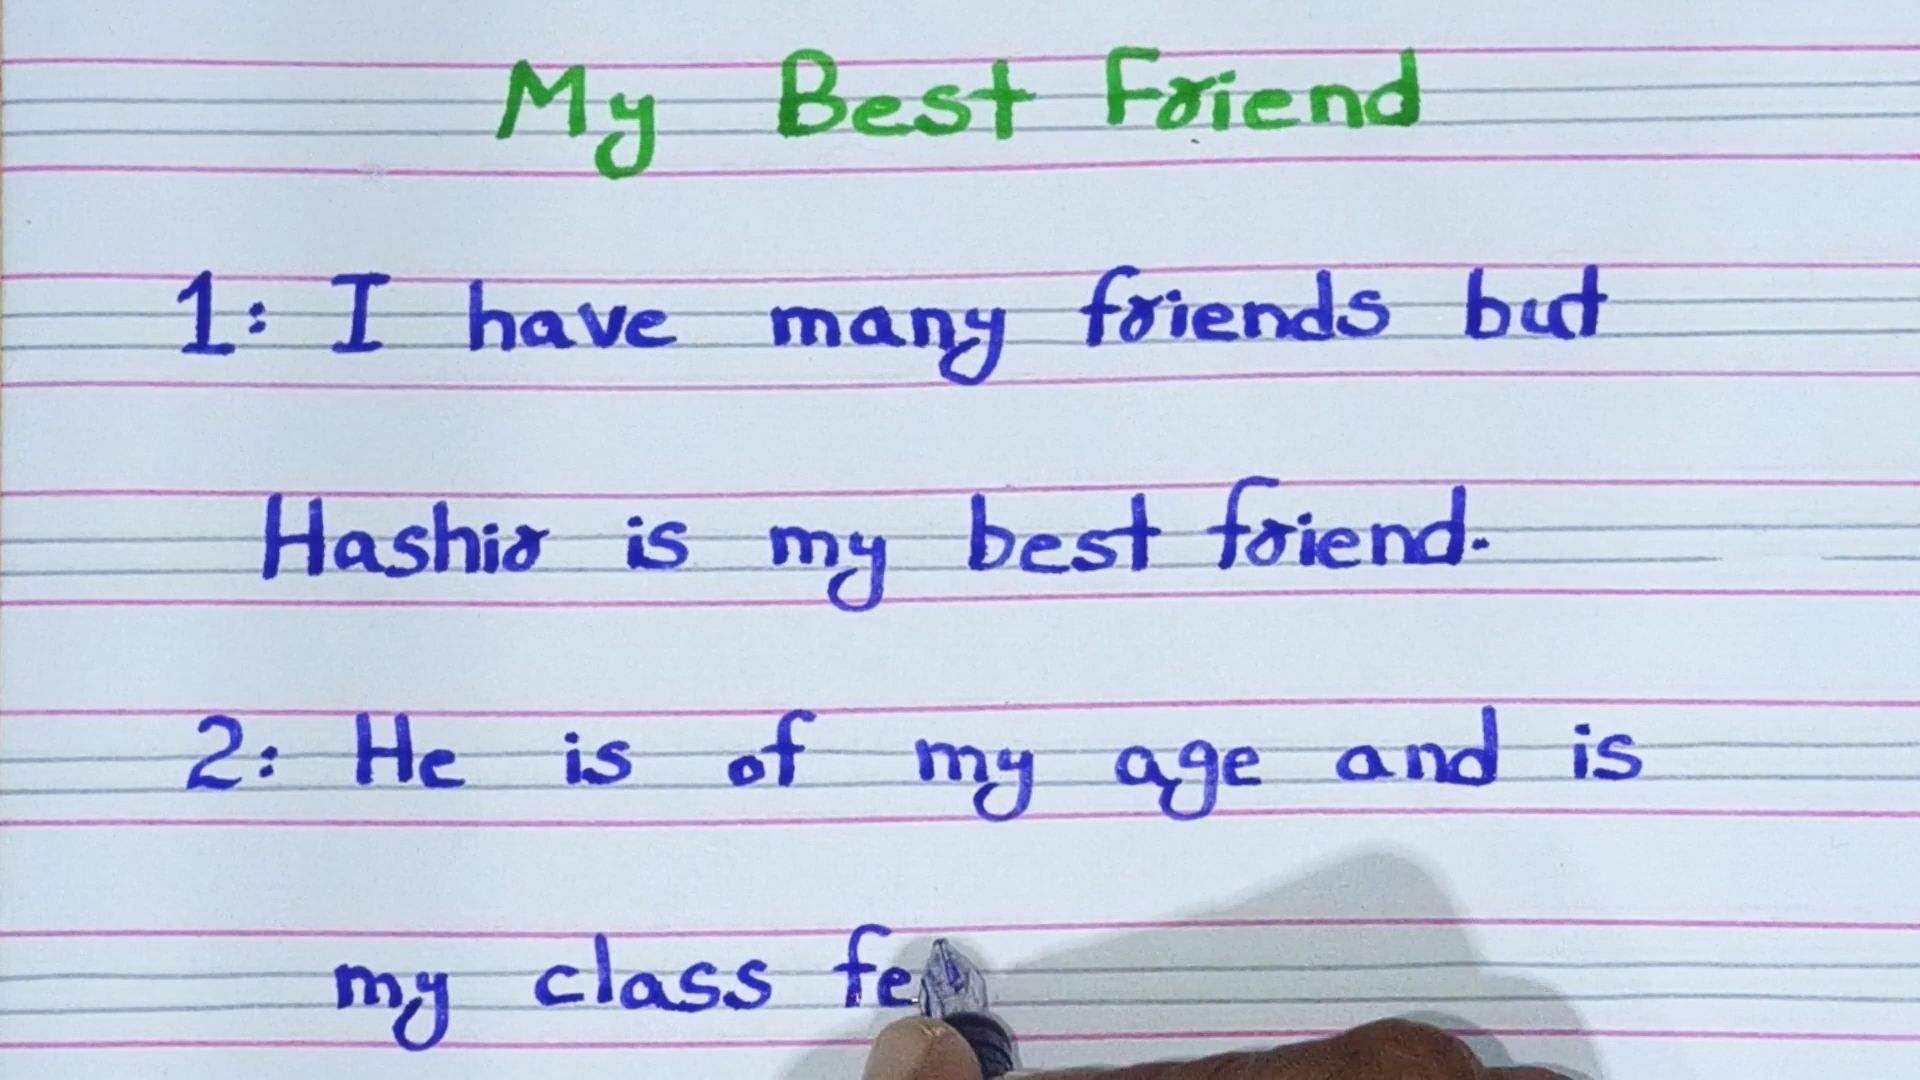 My Best Friend
1: I have many friends but
Hashir is my best friend.
2: He is of my age and is
my class fe